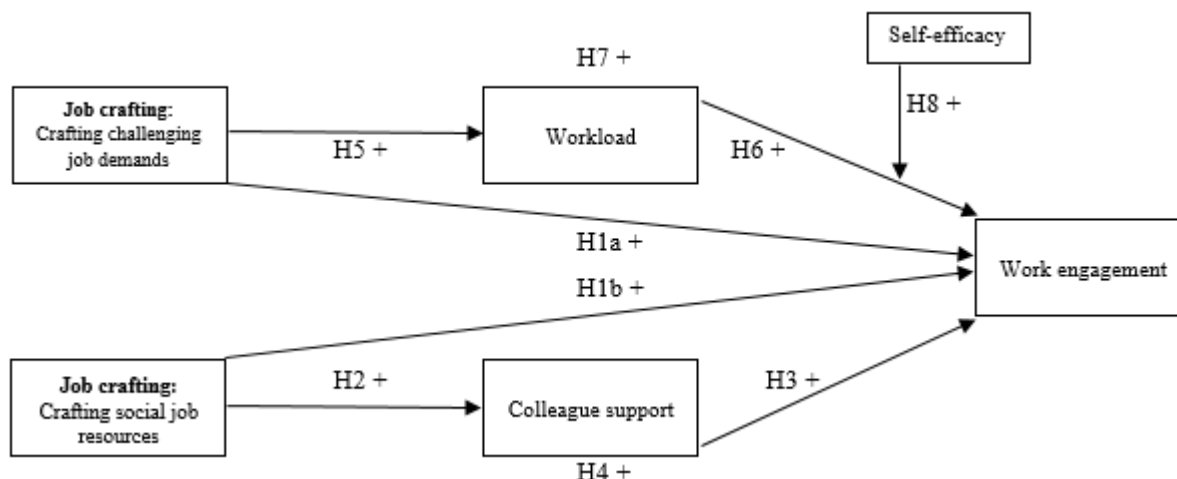 Self-efficacy
H7 +
H8 +
Job crafting:
Crafting challenging
job demands
H5 +
Workload
H6 +
H1a +
Work engagement
H1b +
Job crafting:
Crafting social job
resources
H2 +
Colleague support
H3 +
H4 +